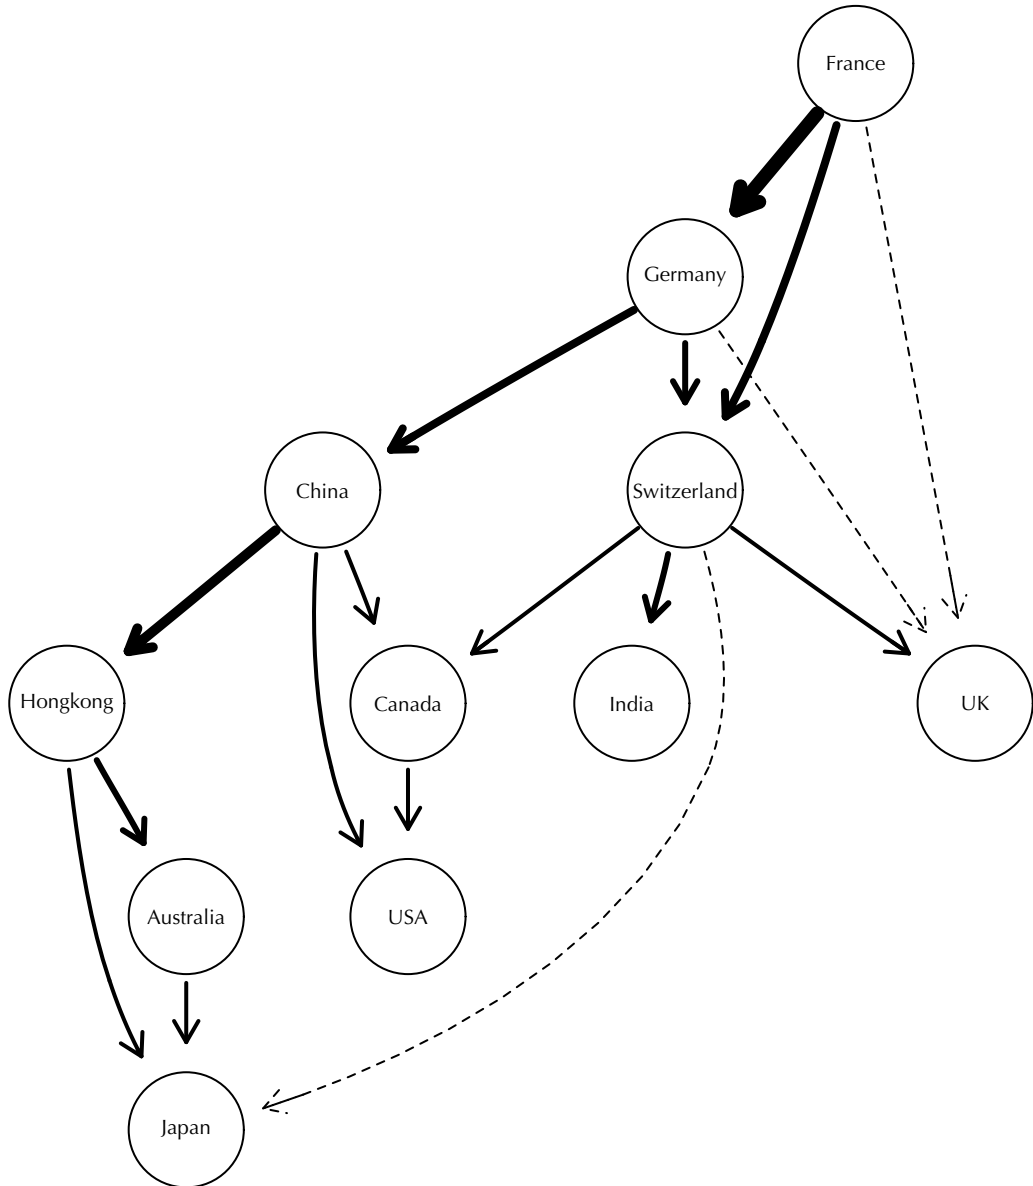 France
Germany
China
Switzerland
Hongkong
Canada
India
UK
Australia
USA
Japan